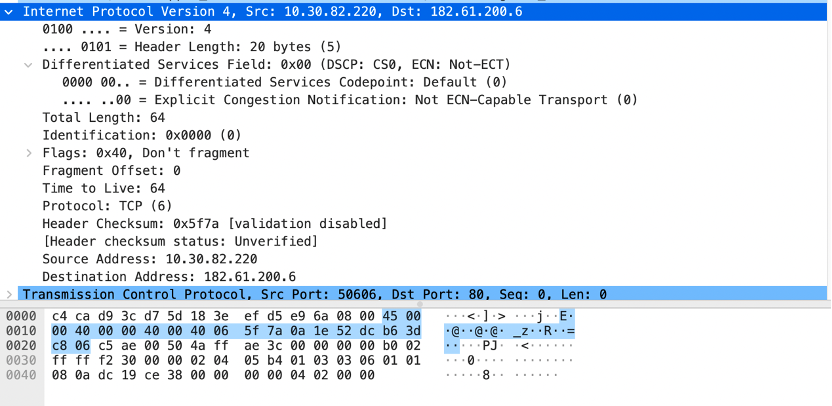 Internet Protocol Version 4, Src: 10.30.82.220, Dst: 182.61.200.6
0100 .... = Version: 4
.... 0101 = Header Length: 20 bytes (5)
Differentiated Services Field: 0x00 (DSCP: CS0, ECN: Not-ECT)
0000 00.. = Differentiated Services Codepoint: Default (0)
.... ..00 = Explicit Congestion Notification: Not ECN-Capable Transport (0)
Total Length: 64
Identification: 0x0000 (0)
Flags: 0x40, Don't fragment
Fragment Offset: 0
Time to Live: 64
Protocol: TCP (6)
Header Checksum: 0x5f7a [validation disabled]
[Header checksum status: Unverified]
Source Address: 10.30.82.220
Destination Address: 182.61.200.6
Transmission Control Protocol, Src Port: 50606, Dst Port: 80, Seq: 0, Len: 0
0000 c4 ca d9 3c d7 5d 18 3e ef d5 e9 6a 08 00 45 00 ···<·]·> ···j··E·
0010 00 40 00 00 40 00 40 06 5f 7a 0a 1e 52 dc b6 3d ·@··@·@· _z··R··=
0020 c8 06 c5 ae 00 50 4a ff ae 3c 00 00 00 00 b0 02 ·····PJ· ·<······
0030 ff ff f2 30 00 00 02 04 05 b4 01 03 03 06 01 01 ···0···· ········
0040 08 0a dc 19 ce 38 00 00 00 00 04 02 00 00 ·····8·· ······